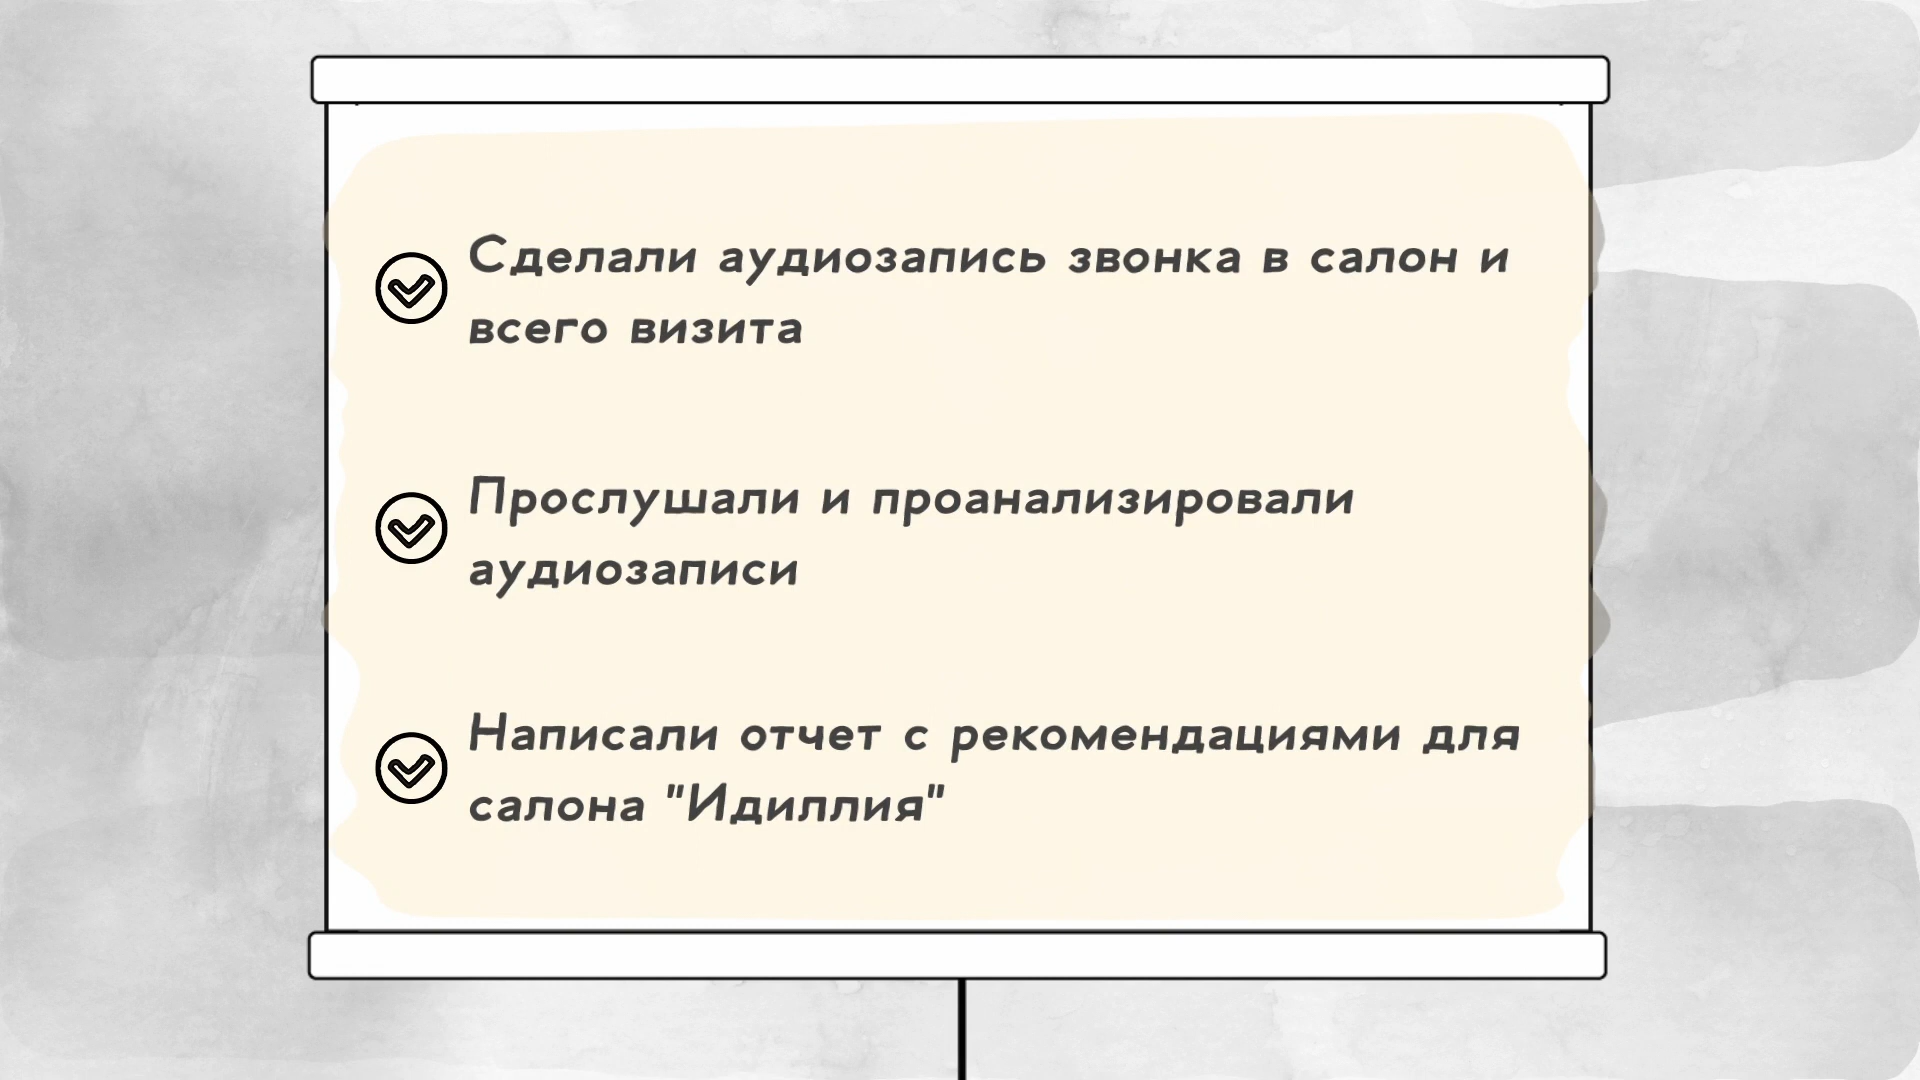 Сделали аудиозапись звонка в салон и
всего визита
Прослушали и проанализировали
аудиозаписи
Написали отчет с рекомендациями для
салона "Идиллия"